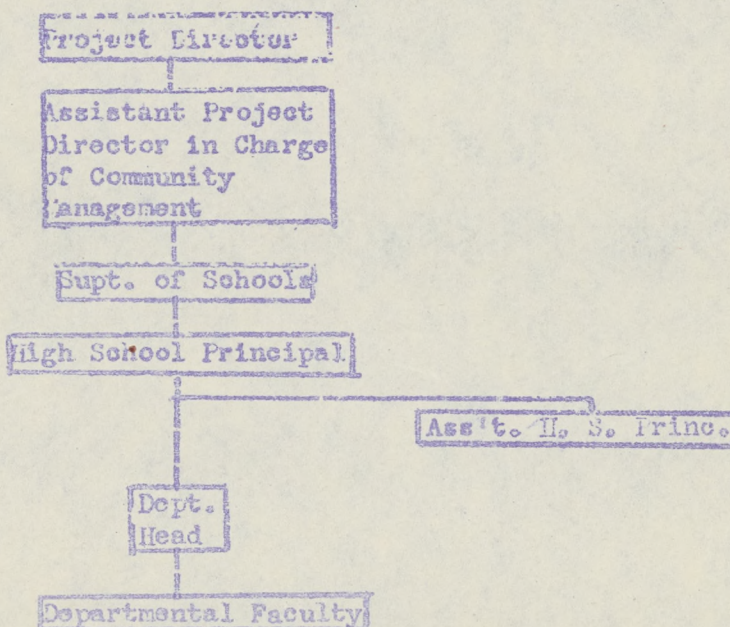 Project Director
Assistant Project
Director in Charge
of Community
Management
Supt. of Schools
High School Principal
Ass't. H. S. Princ.
Dept.
Head
Departmental Faculty